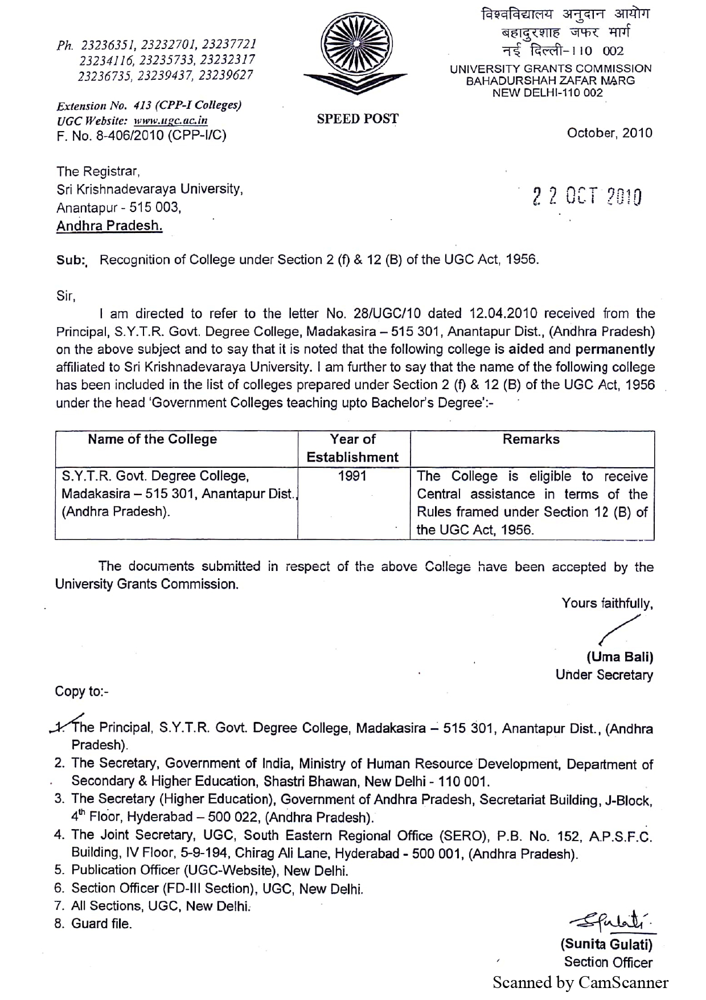 Ph. 23236351, 23232701, 23237721
23234116, 23235733, 23232317
23236735, 23239437, 23239627
Extension No. 413 (CPP-I Colleges)
UGC Website: www.ugc.ac.in
F. No. 8-406/2010 (CPP-I/C)
SPEED POST
विश्वविद्यालय अनुदान आयोग
बहादुरशाह जफर मार्ग
नई दिल्ली-110 002
UNIVERSITY GRANTS COMMISSION
BAHADURSHAH ZAFAR MARG
NEW DELHI-110 002
October, 2010
The Registrar,
Sri Krishnadevaraya University,
Anantapur - 515 003,
Andhra Pradesh.
22 OCT 2010
Sub:, Recognition of College under Section 2 (f) & 12 (B) of the UGC Act, 1956.
Sir,
I am directed to refer to the letter No. 28/UGC/10 dated 12.04.2010 received from the
Principal, S.Y.T.R. Govt. Degree College, Madakasira – 515 301, Anantapur Dist., (Andhra Pradesh)
on the above subject and to say that it is noted that the following college is aided and permanently
affiliated to Sri Krishnadevaraya University. I am further to say that the name of the following college
has been included in the list of colleges prepared under Section 2 (f) & 12 (B) of the UGC Act, 1956
under the head ‘Government Colleges teaching upto Bachelor’s Degree’:-
Name of the College
Year of
Establishment
Remarks
S.Y.T.R. Govt. Degree College,
Madakasira – 515 301, Anantapur Dist.,
(Andhra Pradesh).
1991
The College is eligible to receive
Central assistance in terms of the
Rules framed under Section 12 (B) of
the UGC Act, 1956.
The documents submitted in respect of the above College have been accepted by the
University Grants Commission.
Yours faithfully,
(Uma Bali)
Under Secretary
Copy to:-
1. The Principal, S.Y.T.R. Govt. Degree College, Madakasira – 515 301, Anantapur Dist., (Andhra
Pradesh).
2. The Secretary, Government of India, Ministry of Human Resource Development, Department of
Secondary & Higher Education, Shastri Bhawan, New Delhi - 110 001.
3. The Secretary (Higher Education), Government of Andhra Pradesh, Secretariat Building, J-Block,
4th Floor, Hyderabad – 500 022, (Andhra Pradesh).
4. The Joint Secretary, UGC, South Eastern Regional Office (SERO), P.B. No. 152, A.P.S.F.C.
Building, IV Floor, 5-9-194, Chirag Ali Lane, Hyderabad - 500 001, (Andhra Pradesh).
5. Publication Officer (UGC-Website), New Delhi.
6. Section Officer (FD-III Section), UGC, New Delhi.
7. All Sections, UGC, New Delhi.
8. Guard file.
SGulati
(Sunita Gulati)
Section Officer
Scanned by CamScanner